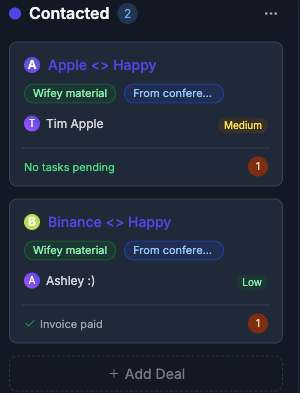 Contacted 2 ...
A Apple <> Happy
Wifey material From confere...
T Tim Apple Medium
No tasks pending 1
B Binance <> Happy
Wifey material From confere...
A Ashley :) Low
✓ Invoice paid 1
+ Add Deal